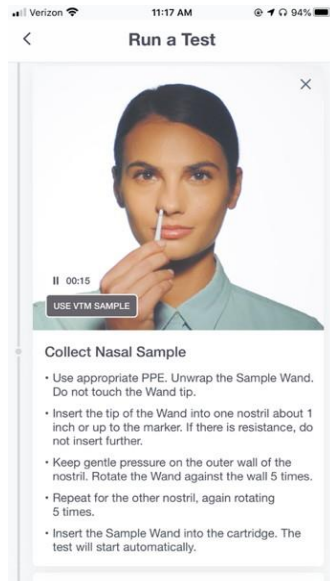 Verizon 11:17 AM 94%
Run a Test
00:15
USE VTM SAMPLE
Collect Nasal Sample
• Use appropriate PPE. Unwrap the Sample Wand.
Do not touch the Wand tip.
• Insert the tip of the Wand into one nostril about 1
inch or up to the marker. If there is resistance, do
not insert further.
• Keep gentle pressure on the outer wall of the
nostril. Rotate the Wand against the wall 5 times.
• Repeat for the other nostril, again rotating
5 times.
• Insert the Sample Wand into the cartridge. The
test will start automatically.